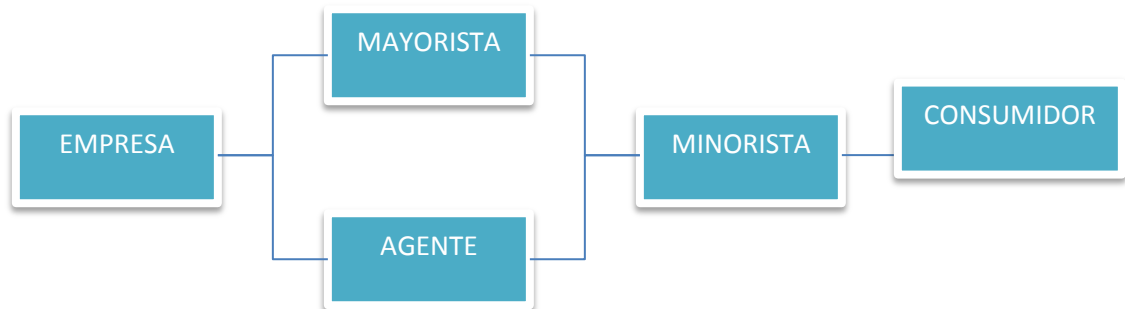 MAYORISTA
CONSUMIDOR
EMPRESA
MINORISTA
AGENTE